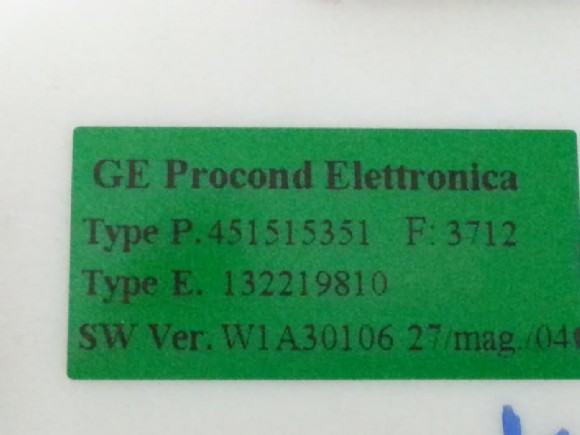 GE Procond Elettronica
Type P. 451515351 F: 3712
Type E. 132219810
SW Ver. W1A30106 27/mag./04